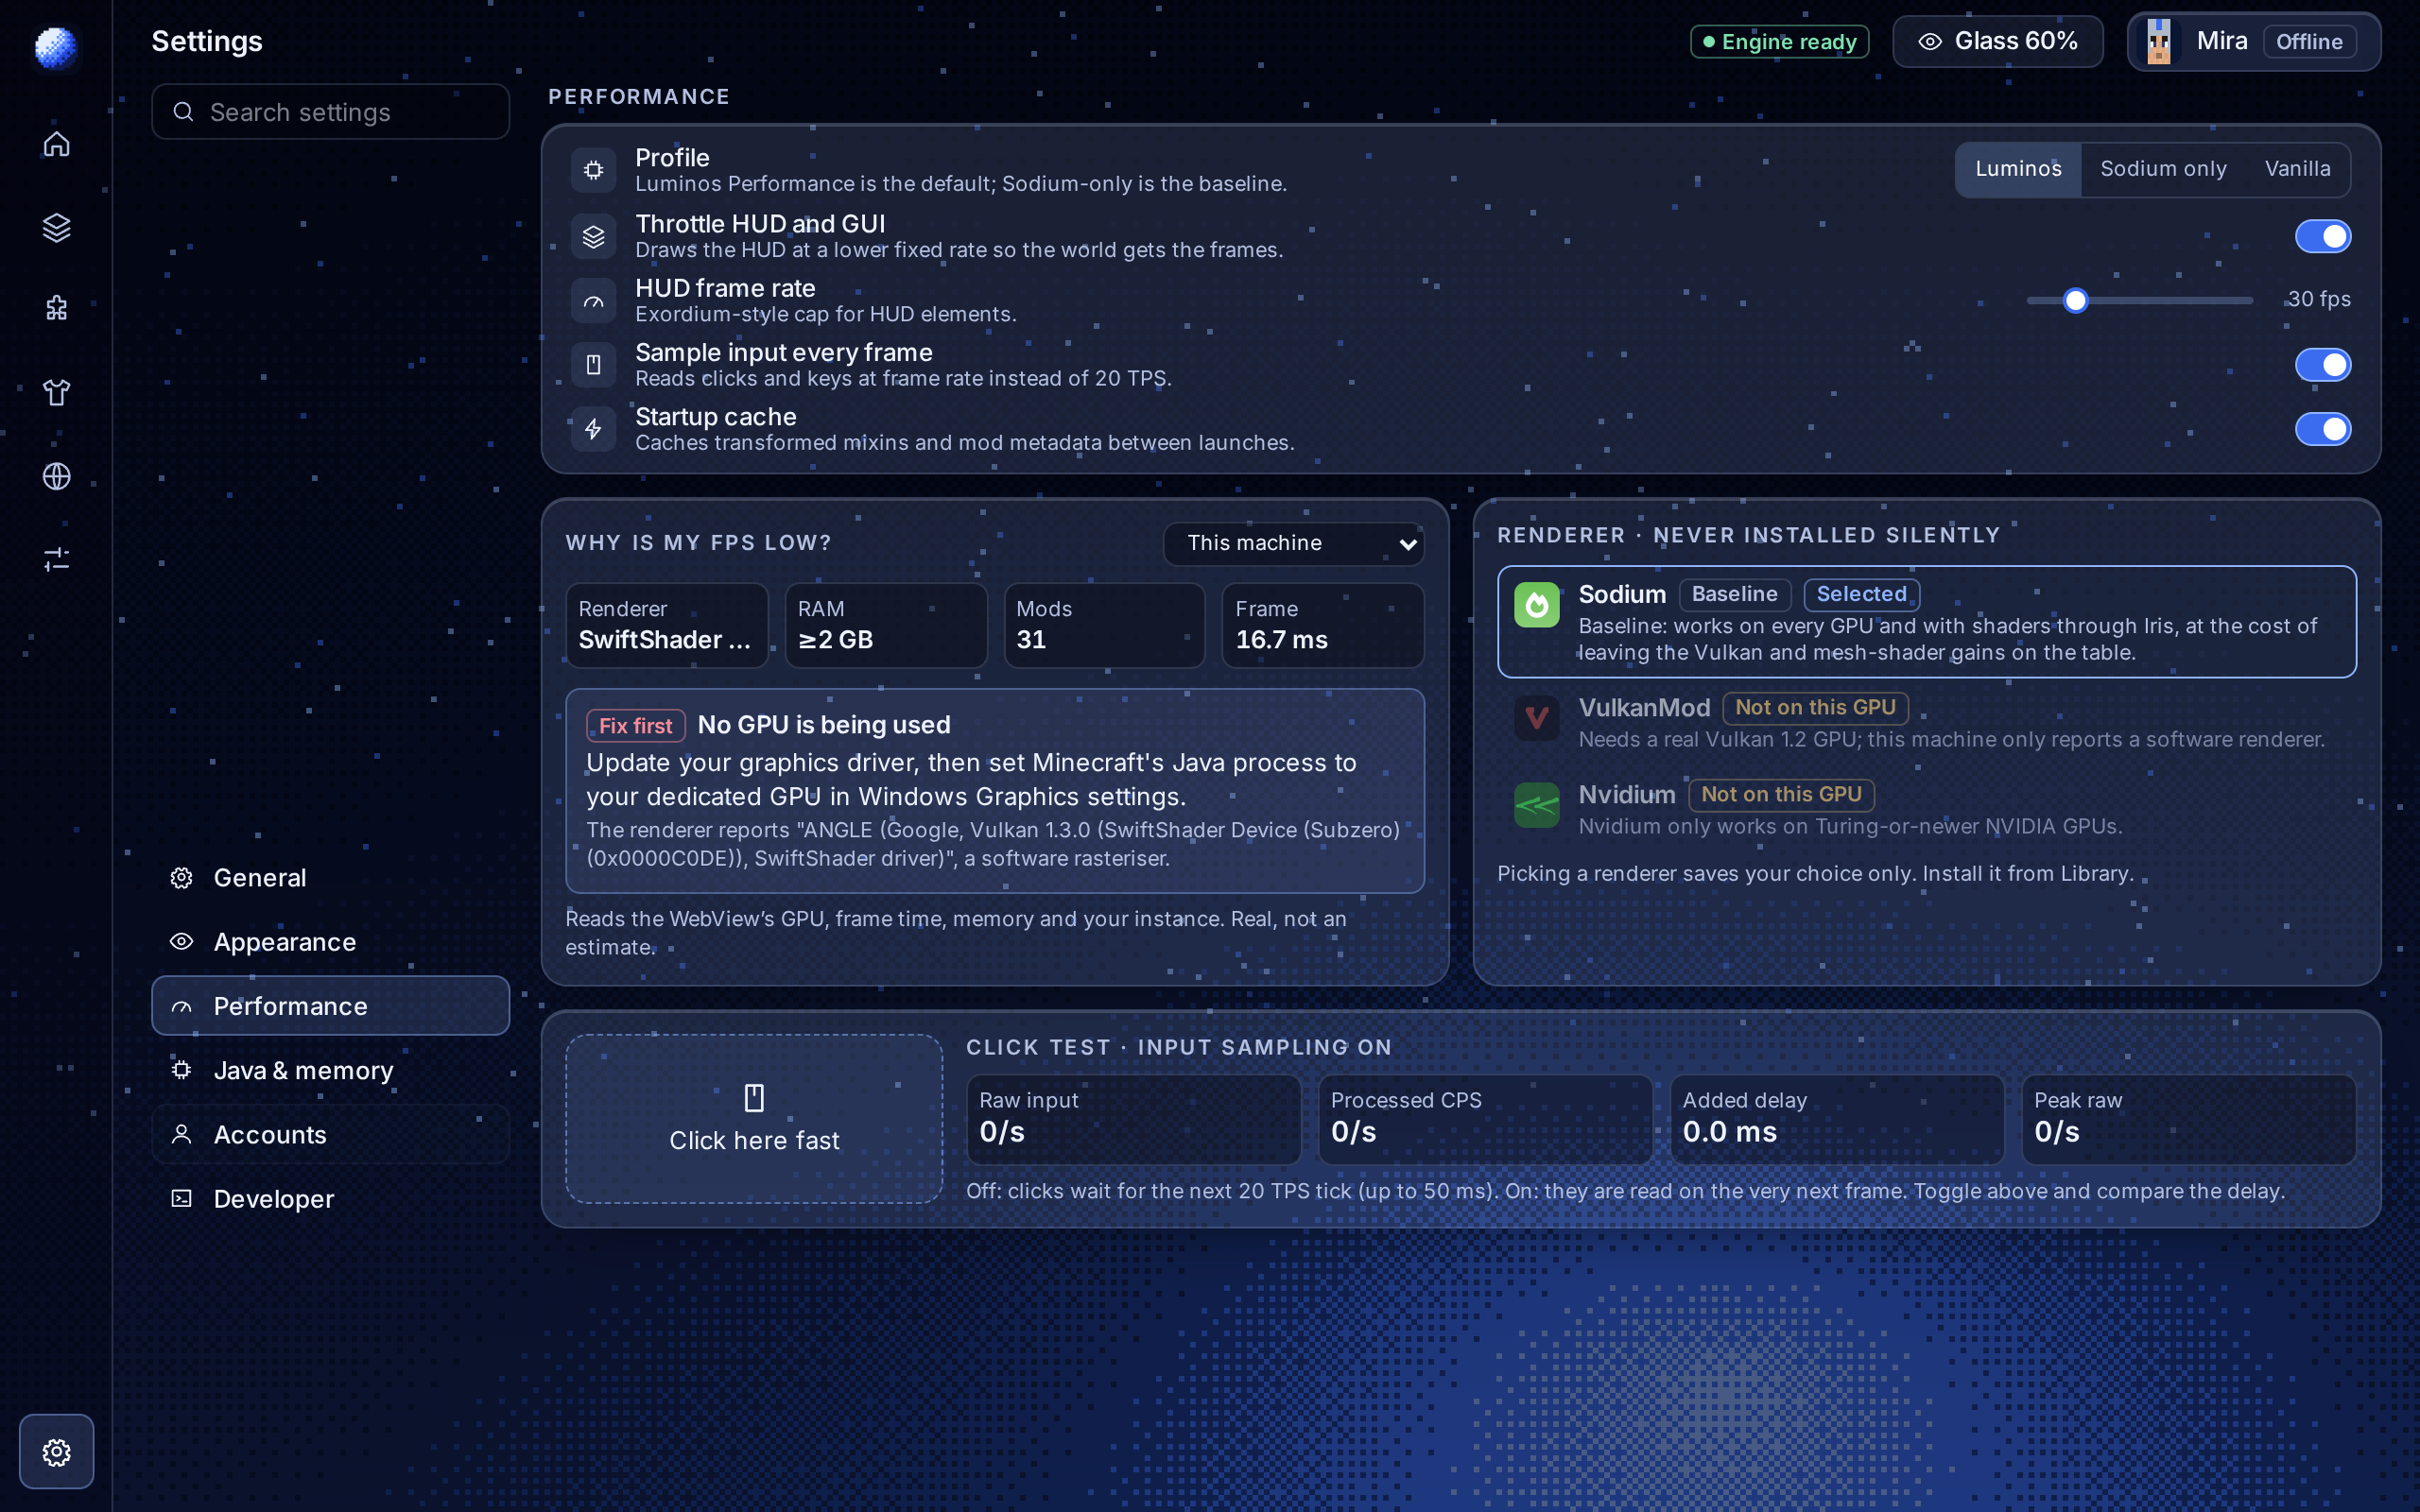 Settings
Engine ready
Glass 60%
Mira
Offline
Search settings
General
Appearance
Performance
Java & memory
Accounts
Developer
PERFORMANCE
Profile
Luminos Performance is the default; Sodium-only is the baseline.
Luminos
Sodium only
Vanilla
Throttle HUD and GUI
Draws the HUD at a lower fixed rate so the world gets the frames.
HUD frame rate
Exordium-style cap for HUD elements.
30 fps
Sample input every frame
Reads clicks and keys at frame rate instead of 20 TPS.
Startup cache
Caches transformed mixins and mod metadata between launches.
WHY IS MY FPS LOW?
This machine
Renderer
SwiftShader ...
RAM
≥2 GB
Mods
31
Frame
16.7 ms
Fix first
No GPU is being used
Update your graphics driver, then set Minecraft's Java process to
your dedicated GPU in Windows Graphics settings.
The renderer reports "ANGLE (Google, Vulkan 1.3.0 (SwiftShader Device (Subzero)
(0x0000C0DE)), SwiftShader driver)", a software rasteriser.
Reads the WebView’s GPU, frame time, memory and your instance. Real, not an
estimate.
RENDERER · NEVER INSTALLED SILENTLY
Sodium
Baseline
Selected
Baseline: works on every GPU and with shaders through Iris, at the cost of
leaving the Vulkan and mesh-shader gains on the table.
VulkanMod
Not on this GPU
Needs a real Vulkan 1.2 GPU; this machine only reports a software renderer.
Nvidium
Not on this GPU
Nvidium only works on Turing-or-newer NVIDIA GPUs.
Picking a renderer saves your choice only. Install it from Library.
Click here fast
CLICK TEST · INPUT SAMPLING ON
Raw input
0/s
Processed CPS
0/s
Added delay
0.0 ms
Peak raw
0/s
Off: clicks wait for the next 20 TPS tick (up to 50 ms). On: they are read on the very next frame. Toggle above and compare the delay.